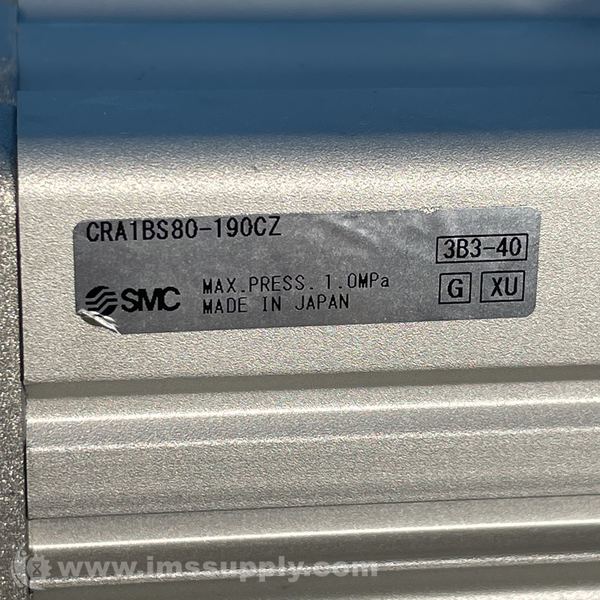 CRA1BS80-190CZ
3B3-40
SMC
MAX.PRESS. 1.0MPa
G XU
MADE IN JAPAN
www.imssupply.com